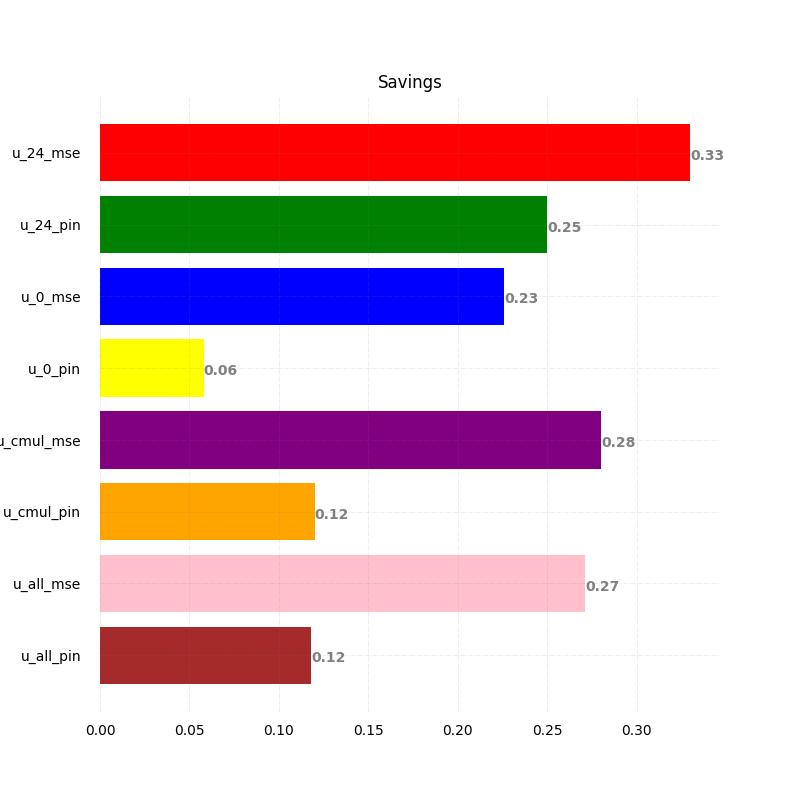 Savings
u_24_mse 0.33
u_24_pin 0.25
u_0_mse 0.23
u_0_pin 0.06
u_cmul_mse 0.28
u_cmul_pin 0.12
u_all_mse 0.27
u_all_pin 0.12
0.00 0.05 0.10 0.15 0.20 0.25 0.30